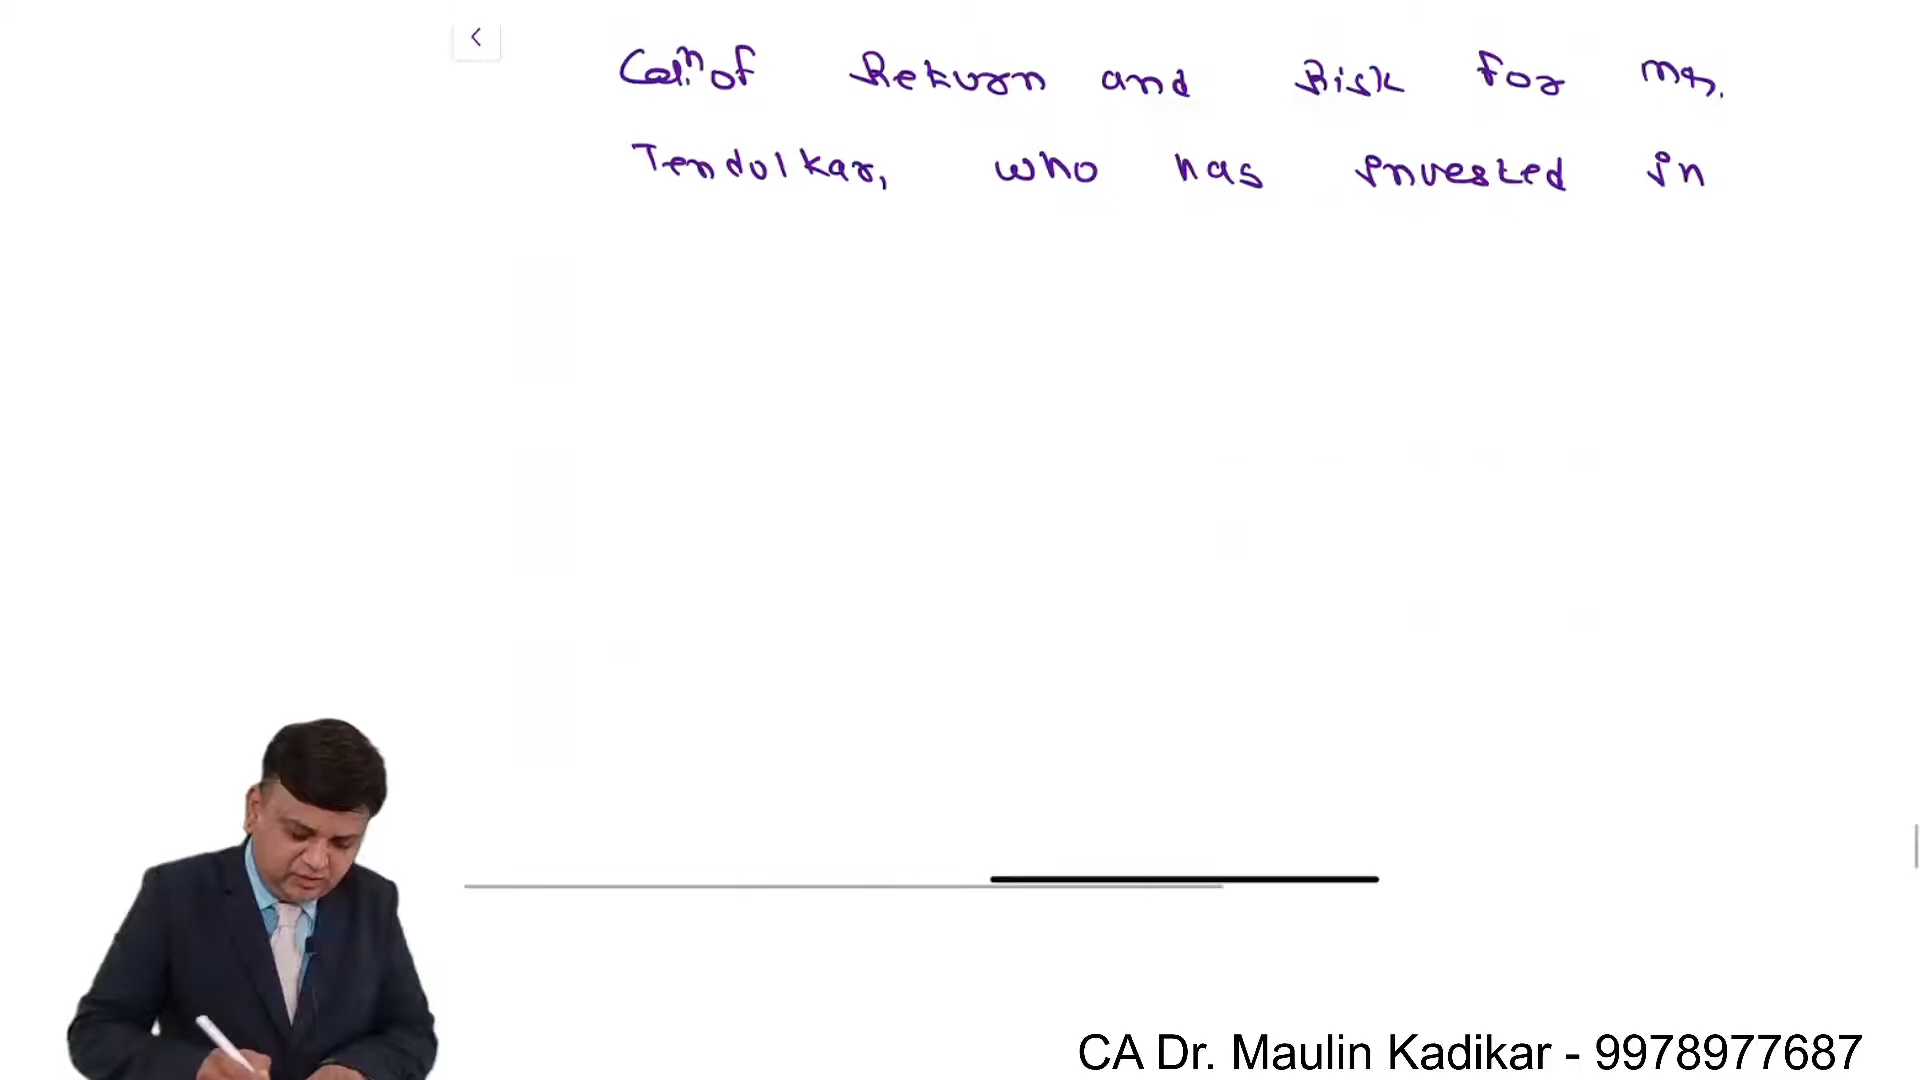 Calⁿ of Return and Risk for Mr.
Tendulkar, who has invested in
CA Dr. Maulin Kadikar - 9978977687